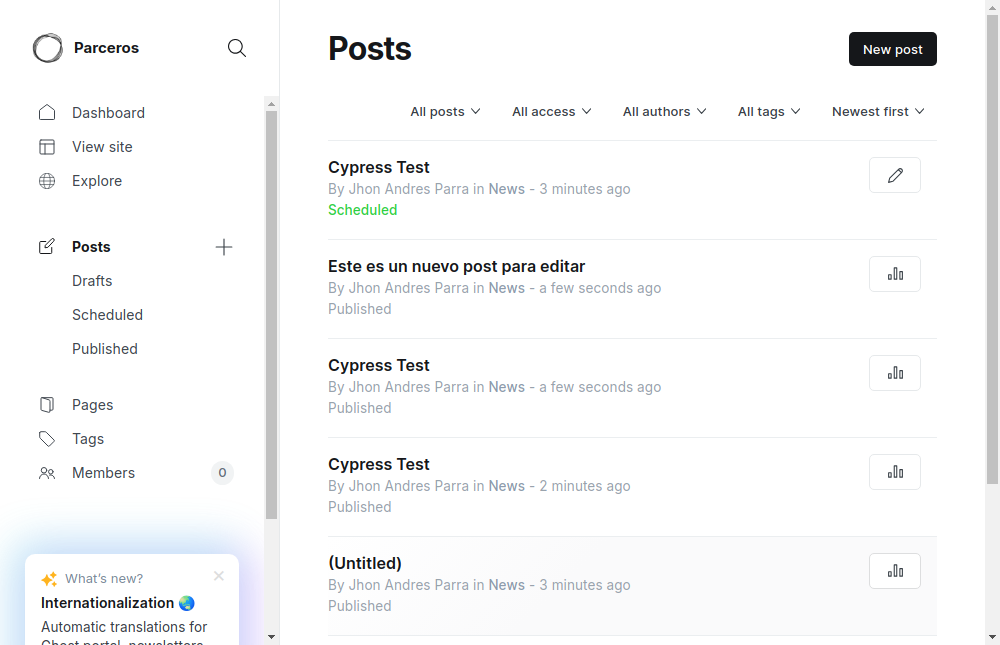 Parceros
Dashboard
View site
Explore
Posts
Drafts
Scheduled
Published
Pages
Tags
Members
0
What's new?
Internationalization
Automatic translations for
Ghost portal, newsletters
Posts
New post
All posts
All access
All authors
All tags
Newest first
Cypress Test
By Jhon Andres Parra in News - 3 minutes ago
Scheduled
Este es un nuevo post para editar
By Jhon Andres Parra in News - a few seconds ago
Published
Cypress Test
By Jhon Andres Parra in News - a few seconds ago
Published
Cypress Test
By Jhon Andres Parra in News - 2 minutes ago
Published
(Untitled)
By Jhon Andres Parra in News - 3 minutes ago
Published